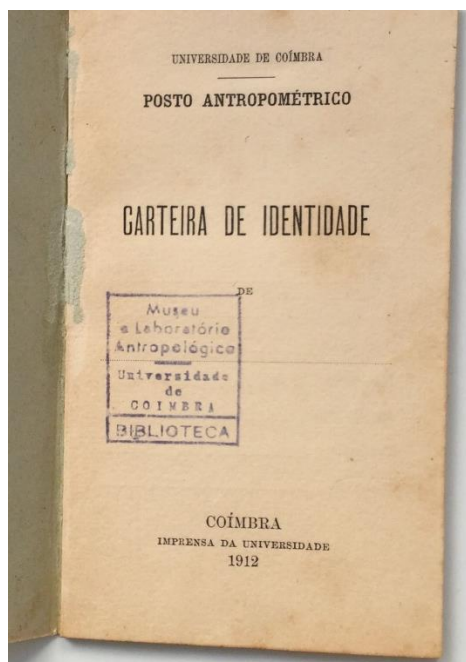 UNIVERSIDADE DE COÍMBRA
POSTO ANTROPOMÉTRICO
CARTEIRA DE IDENTIDADE
DE
Museu
e Laboratório
Antropológico
Universidade
de
COIMBRA
BIBLIOTECA
COÍMBRA
IMPRENSA DA UNIVERSIDADE
1912